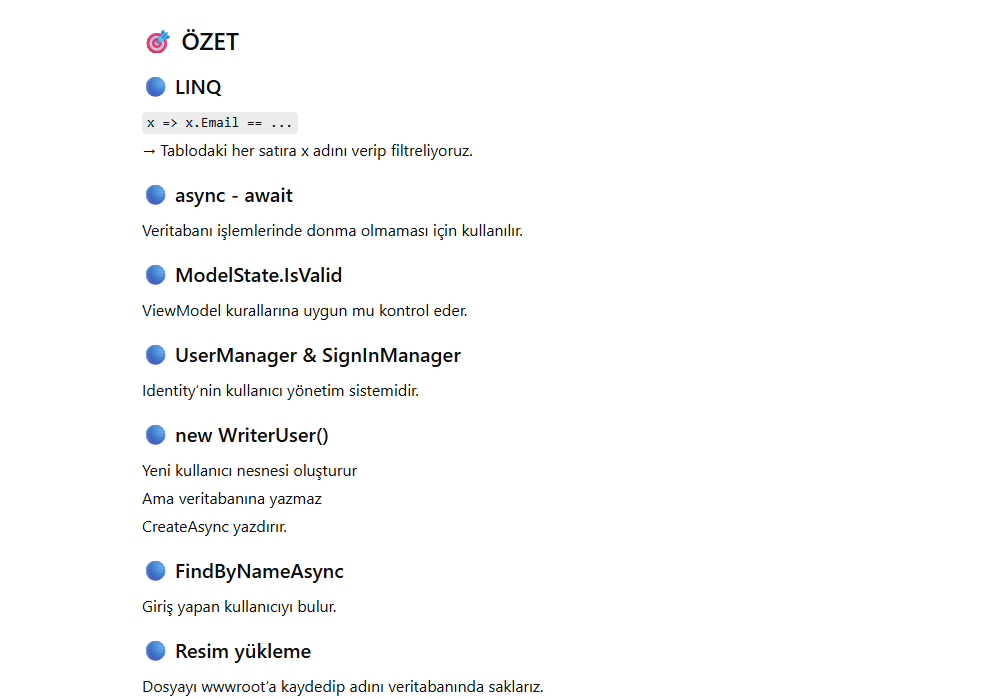 🎯 ÖZET
🔵 LINQ
x => x.Email == ...
→ Tablodaki her satıra x adını verip filtreliyoruz.
🔵 async - await
Veritabanı işlemlerinde donma olmaması için kullanılır.
🔵 ModelState.IsValid
ViewModel kurallarına uygun mu kontrol eder.
🔵 UserManager & SignInManager
Identity’nin kullanıcı yönetim sistemidir.
🔵 new WriterUser()
Yeni kullanıcı nesnesi oluşturur
Ama veritabanına yazmaz
CreateAsync yazdırır.
🔵 FindByNameAsync
Giriş yapan kullanıcıyı bulur.
🔵 Resim yükleme
Dosyayı wwwroot’a kaydedip adını veritabanında saklarız.